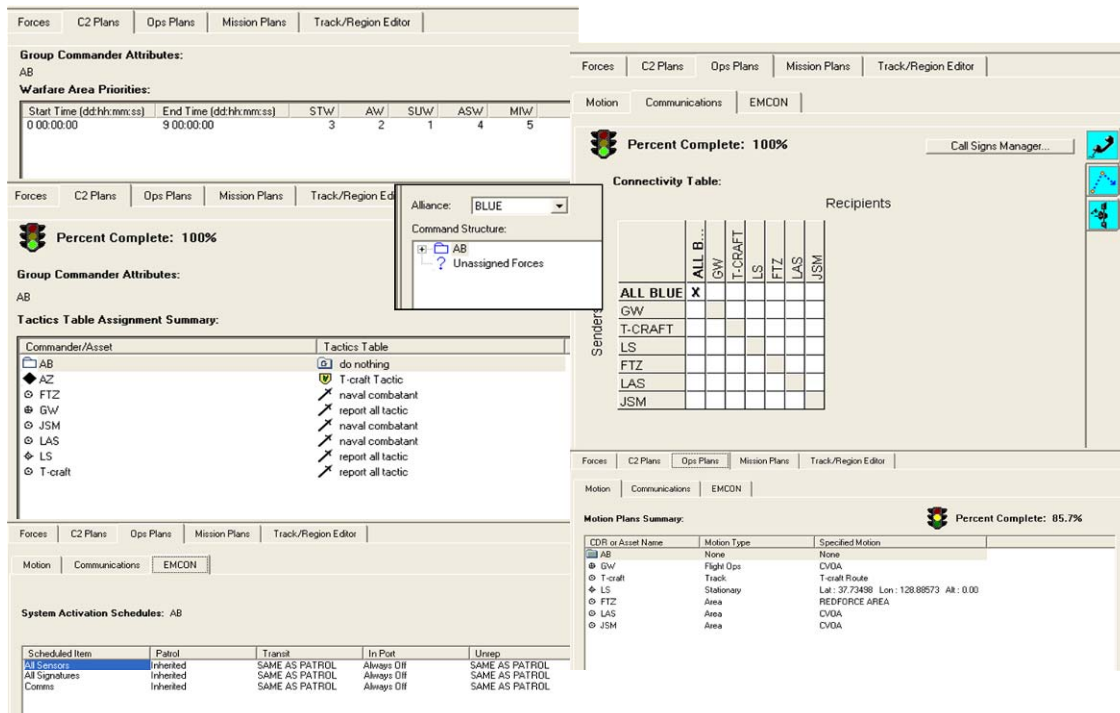 Forces C2 Plans Ops Plans Mission Plans Track/Region Editor
Group Commander Attributes:
AB
Warfare Area Priorities:
Start Time (dd:hh:mm:ss) End Time (dd:hh:mm:ss) STW AW SUW ASW MIW
0 00:00:00 9 00:00:00 3 2 1 4 5
Forces C2 Plans Ops Plans Mission Plans Track/Region Edi
Percent Complete: 100%
Group Commander Attributes:
AB
Tactics Table Assignment Summary:
Commander/Asset Tactics Table
AB do nothing
AZ T-craft Tactic
FTZ naval combatant
GW report all tactic
JSM naval combatant
LAS naval combatant
LS report all tactic
T-craft report all tactic
Alliance: BLUE
Command Structure:
AB
? Unassigned Forces
Forces C2 Plans Ops Plans Mission Plans Track/Region Editor
Motion Communications EMCON
System Activation Schedules: AB
Scheduled Item Patrol Transit In Port Unrep
All Sensors Inherited SAME AS PATROL Always Off SAME AS PATROL
All Signatures Inherited SAME AS PATROL Always Off SAME AS PATROL
Comms Inherited SAME AS PATROL Always Off SAME AS PATROL
Forces C2 Plans Ops Plans Mission Plans Track/Region Editor
Motion Communications EMCON
Percent Complete: 100% Call Signs Manager...
Connectivity Table:
Recipients
ALL B... GW T-CRAFT LS FTZ LAS JSM
Senders
ALL BLUE X
GW
T-CRAFT
LS
FTZ
LAS
JSM
Forces C2 Plans Ops Plans Mission Plans Track/Region Editor
Motion Communications EMCON
Motion Plans Summary: Percent Complete: 85.7%
CDR or Asset Name Motion Type Specified Motion
AB None None
GW Flight Ops CVOA
T-craft Track T-craft Route
LS Stationary Lat : 37.73498 Lon : 128.88573 Alt : 0.00
FTZ Area REDFORCE AREA
LAS Area CVOA
JSM Area CVOA